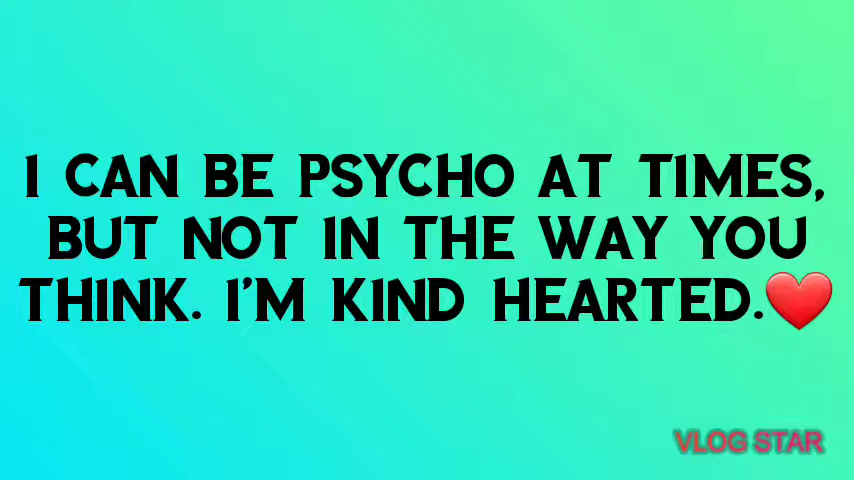 I CAN BE PSYCHO AT TIMES,
BUT NOT IN THE WAY YOU
THINK. I'M KIND HEARTED.❤️
VLOG STAR